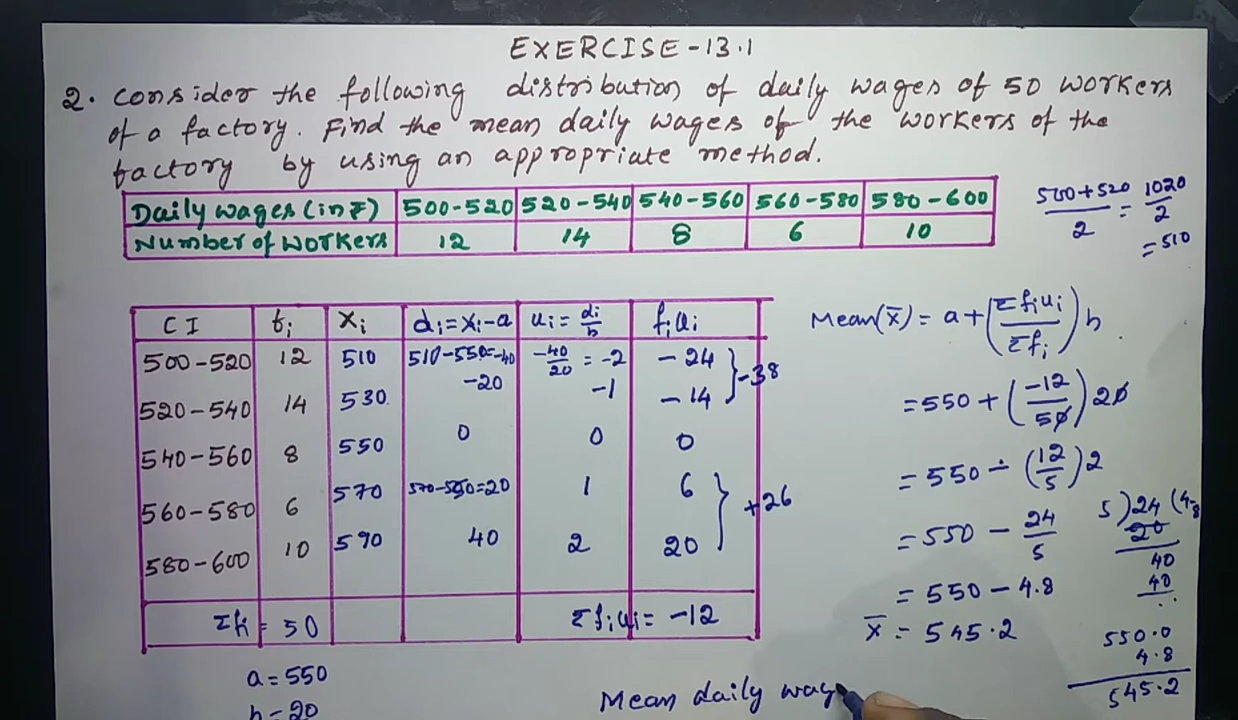 EXERCISE-13.1
2. Consider the following distribution of daily wages of 50 workers
of a factory. Find the mean daily wages of the workers of the
factory by using an appropriate method.
Daily wages (in ₹) 500-520 520-540 540-560 560-580 580-600
Number of workers 12 14 8 6 10
500+520/2 = 1020/2
=510
CI fi xi di=xi-a ui=di/h fiui
500-520 12 510 510-550=-40 -40/20=-2 -24
520-540 14 530 -20 -1 -14
}-38
540-560 8 550 0 0 0
560-580 6 570 570-550=20 1 6
580-600 10 590 40 2 20
}+26
Σfi = 50 Σfiui = -12
a=550
h=20
Mean(x̄) = a+(Σfiui/Σfi)h
=550+(-12/50)20
=550-(12/5)2
=550-24/5
=550-4.8
x̄=545.2
5)24(4.8
20
40
40
550.0
4.8
545.2
Mean daily wag